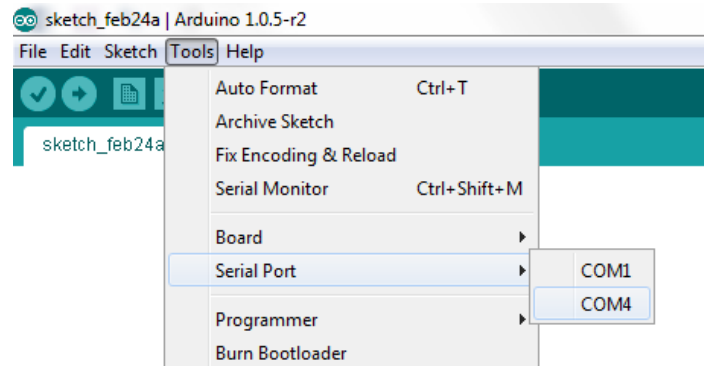 sketch_feb24a | Arduino 1.0.5-r2
File Edit Sketch Tools Help
sketch_feb24a
Auto Format Ctrl+T
Archive Sketch
Fix Encoding & Reload
Serial Monitor Ctrl+Shift+M
Board
Serial Port
COM1
COM4
Programmer
Burn Bootloader